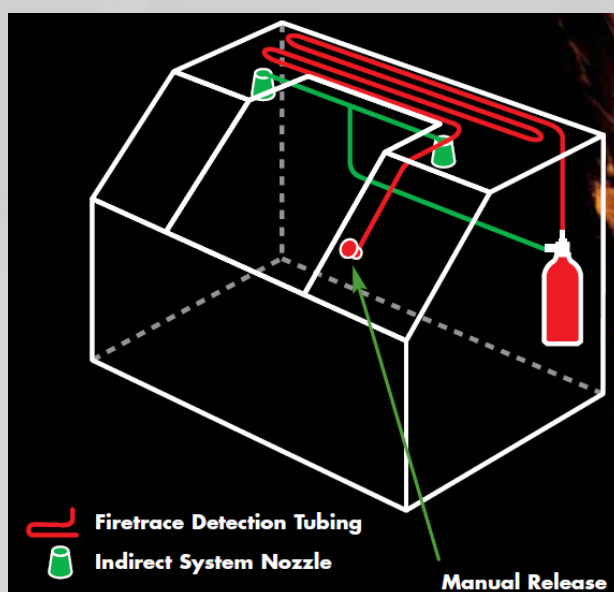 Firetrace Detection Tubing
Indirect System Nozzle
Manual Release